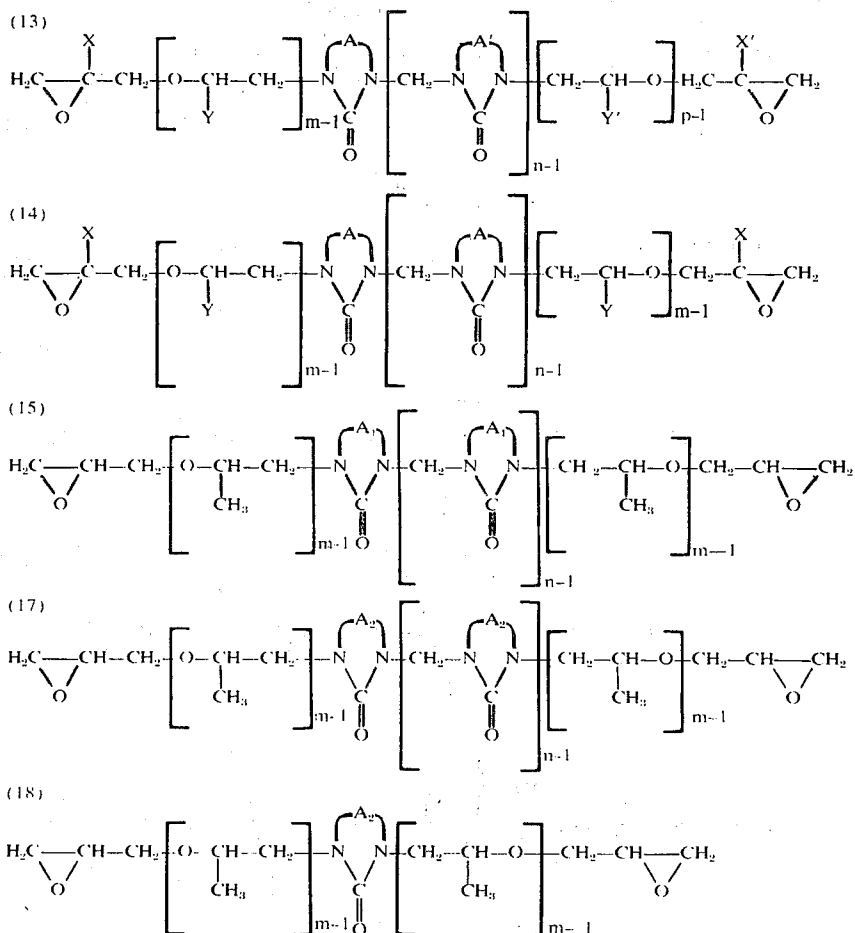 (13)
X A A' X'
H₂C C—CH₂—O—CH—CH₂—N N—CH₂—N N—CH₂—CH—O—H₂C—C CH₂
O Y m-1 C C n-1 Y' p-1 O
O O
(14)
X A A X
H₂C C—CH₂—O—CH—CH₂—N N—CH₂—N N—CH₂—CH—O—CH₂—C—CH₂
O Y m-1 C C n-1 Y m-1 O
O O
(15)
A₁ A₁
H₂C—CH—CH₂—O—CH—CH₂—N N—CH₂—N N—CH₂—CH—O—CH₂—CH CH₂
O CH₃ m-1 C C n-1 CH₃ m-1 O
O O
(17)
A₂ A₂
H₂C—CH—CH₂—O—CH—CH₂—N N—CH₂—N N—CH₂—CH—O—CH₂—CH CH₂
O CH₃ m-1 C C n-1 CH₃ m-1 O
O O
(18)
A₂
H₂C—CH—CH₂—O—CH—CH₂—N N—CH₂—CH—O—CH₂—CH CH₂
O CH₃ m-1 C CH₃ m-1 O
O